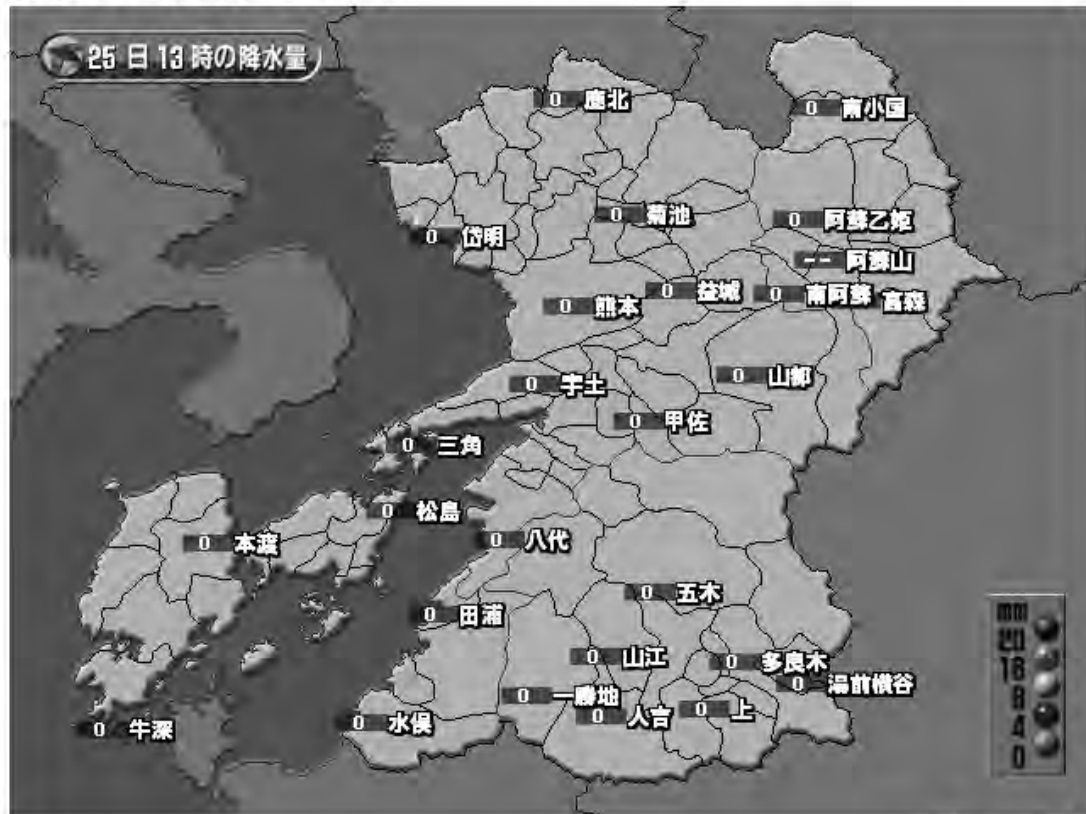 25日13時の降水量
0 鹿北
0 南小国
0 菊池
0 阿蘇乙姫
0 岱明
-- 阿蘇山
0 益城
0 南阿蘇
高森
0 熊本
0 山都
0 宇土
0 甲佐
0 三角
0 松島
0 八代
0 本渡
0 五木
0 田浦
0 山江
0 多良木
0 湯前横谷
0 一勝地
0 上
0 人吉
0 水俣
0 牛深
mm
20
16
8
4
0